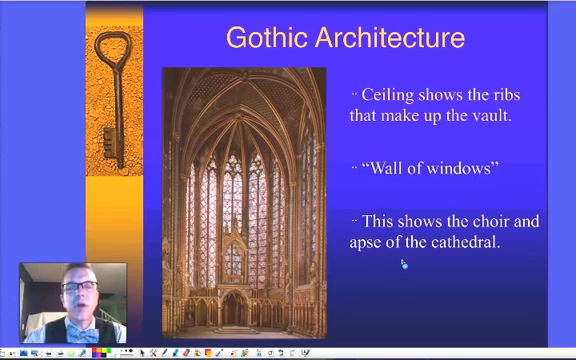 Gothic Architecture
¨ Ceiling shows the ribs
that make up the vault.
¨ “Wall of windows”
¨ This shows the choir and
apse of the cathedral.